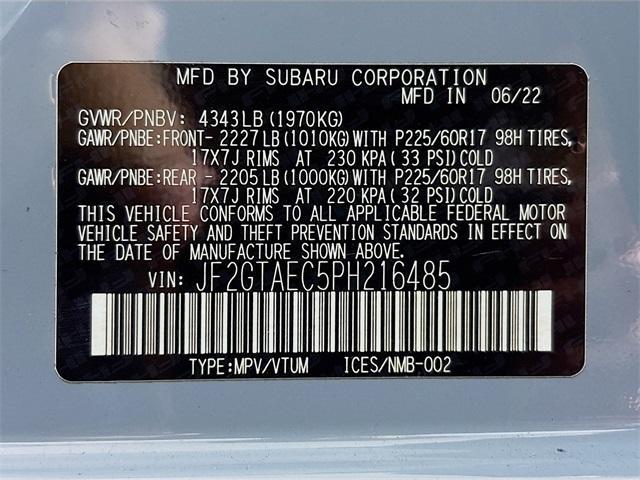 MFD BY SUBARU CORPORATION
MFD IN 06/22
GVWR/PNBV: 4343LB (1970KG)
GAWR/PNBE:FRONT- 2227LB(1010KG)WITH P225/60R17 98H TIRES,
17X7J RIMS AT 230 KPA (33 PSI) COLD
GAWR/PNBE:REAR - 2205LB(1000KG)WITH P225/60R17 98H TIRES,
17X7J RIMS AT 220 KPA (32 PSI) COLD
THIS VEHICLE CONFORMS TO ALL APPLICABLE FEDERAL MOTOR
VEHICLE SAFETY AND THEFT PREVENTION STANDARDS IN EFFECT ON
THE DATE OF MANUFACTURE SHOWN ABOVE.
VIN: JF2GTAEC5PH216485
TYPE:MPV/VTUM ICES/NMB-002